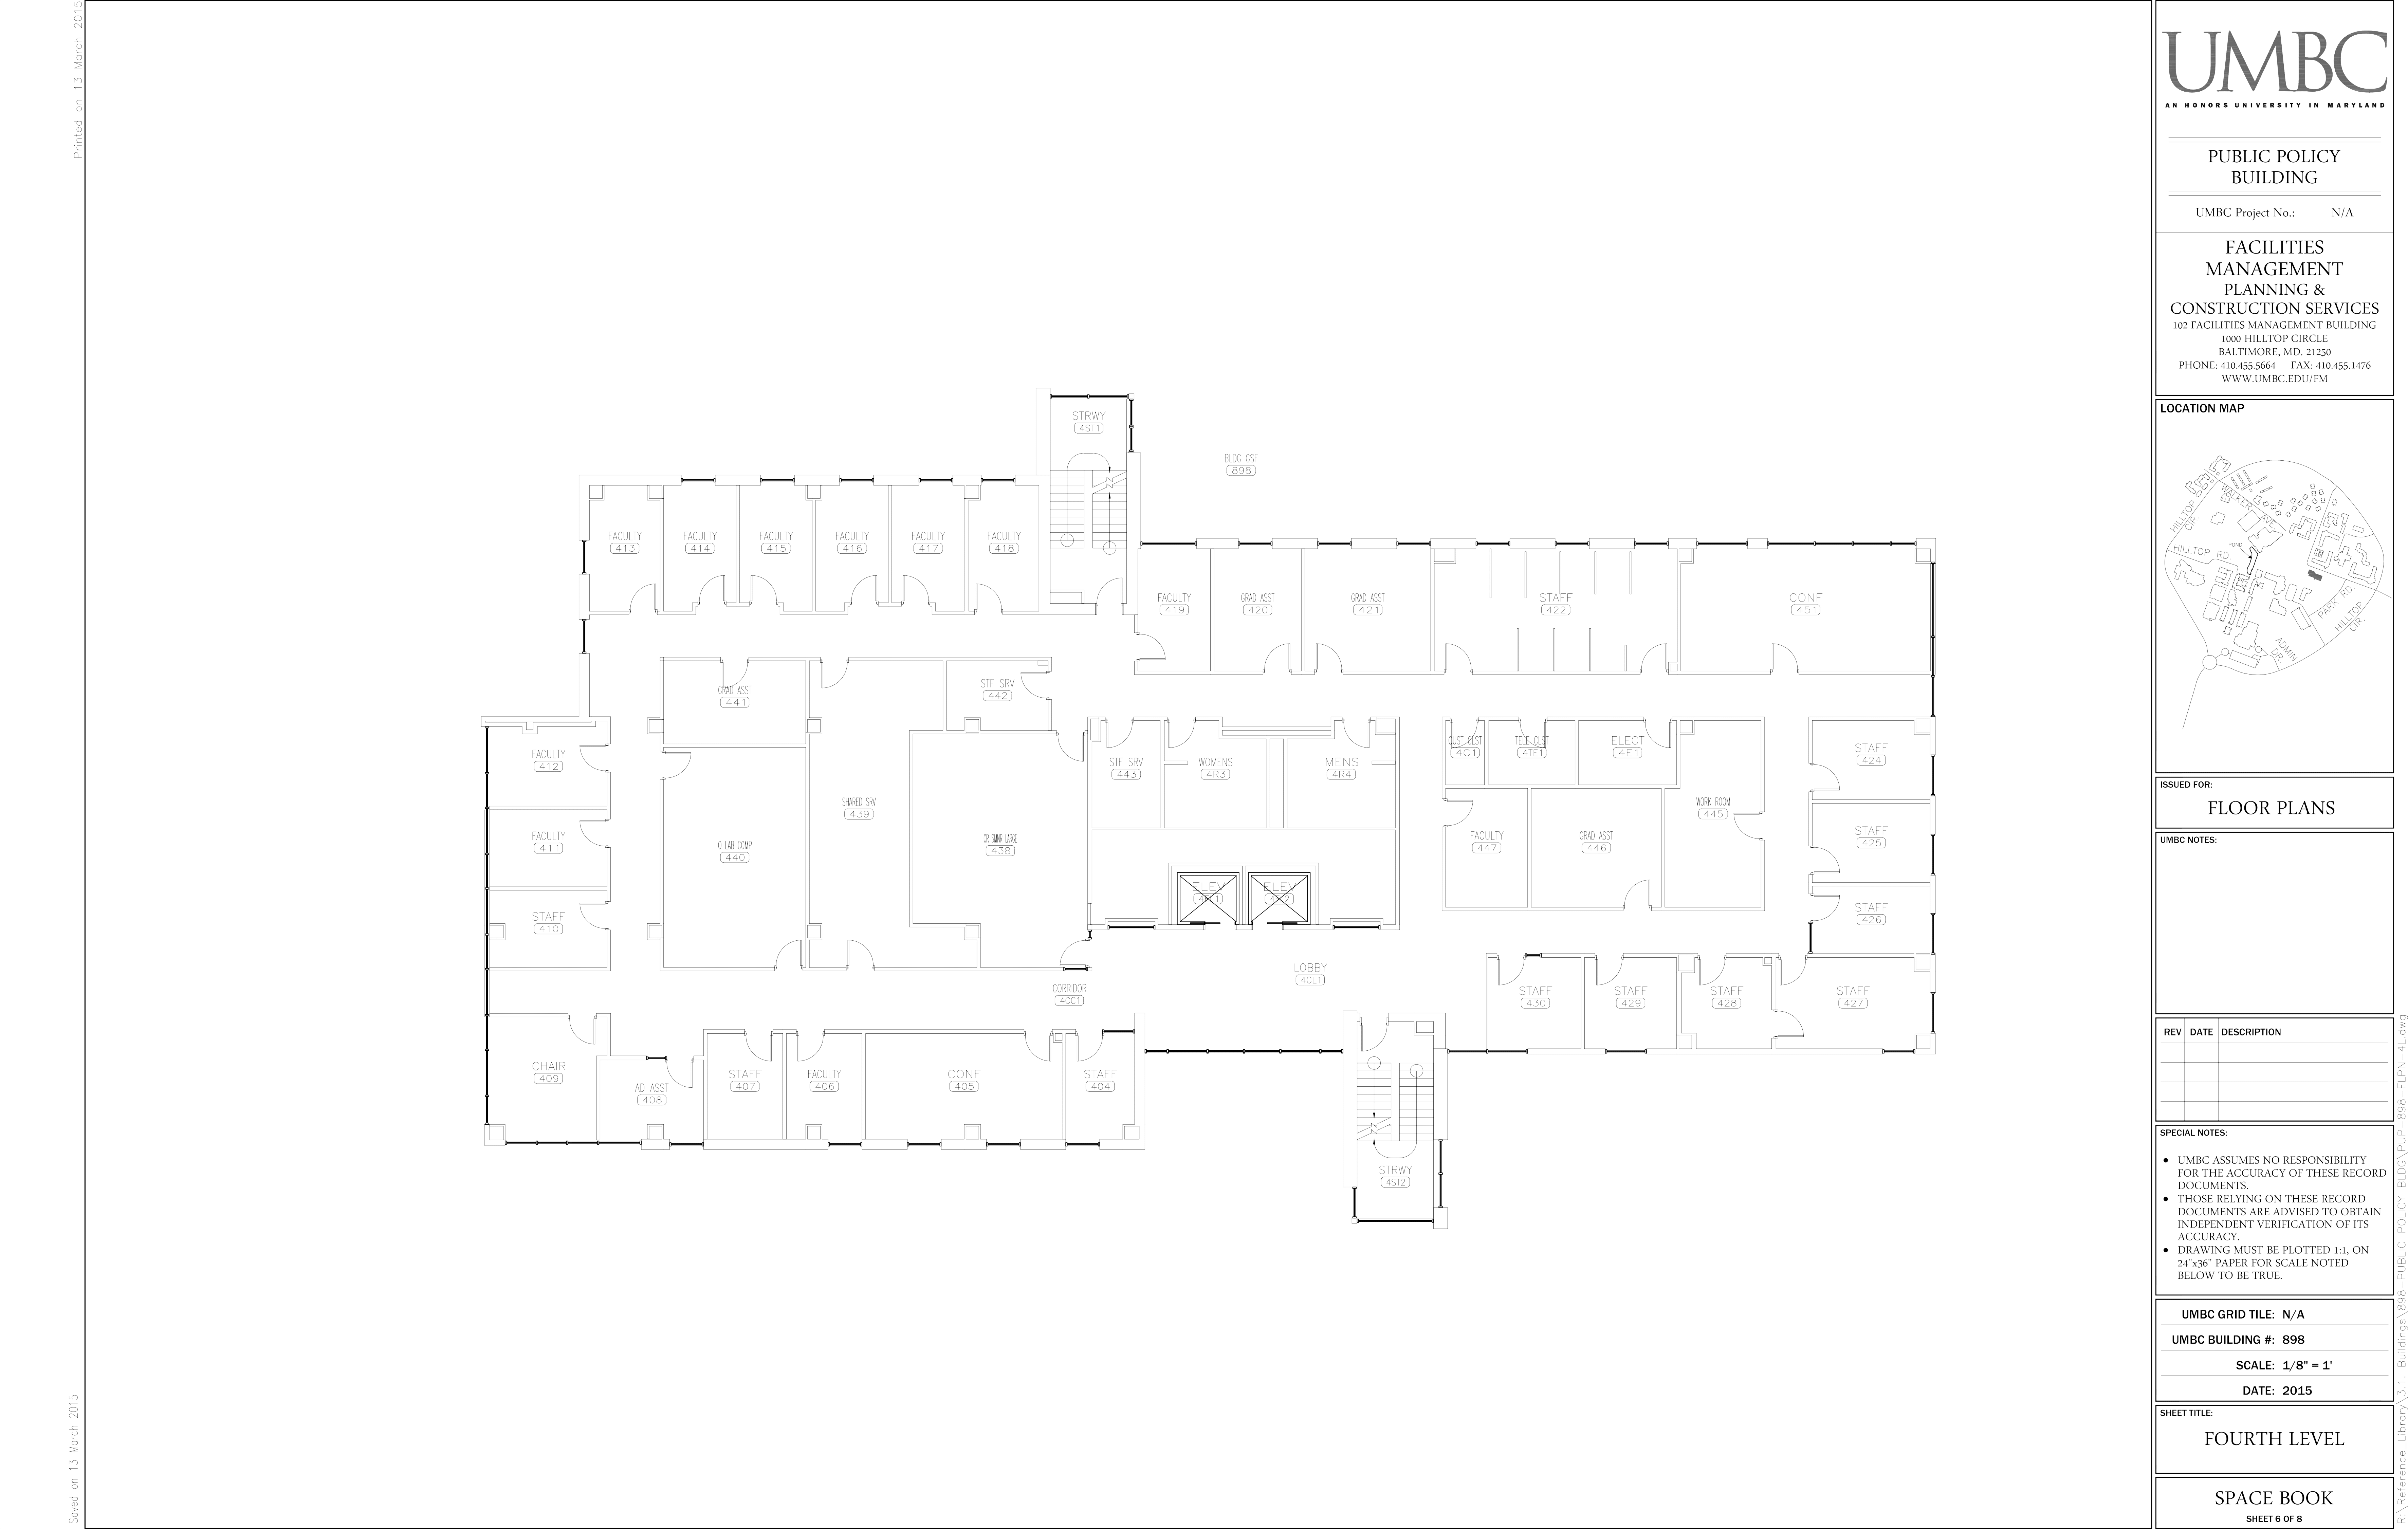 Printed on 13 March 2015
Saved on 13 March 2015
STRWY
4ST1
BLDG GSF
898
FACULTY
413
FACULTY
414
FACULTY
415
FACULTY
416
FACULTY
417
FACULTY
418
FACULTY
419
GRAD ASST
420
GRAD ASST
421
STAFF
422
CONF
451
GRAD ASST
441
STF SRV
442
FACULTY
412
FACULTY
411
STAFF
410
O LAB COMP
440
SHARED SRV
439
CR SMNR LARGE
438
STF SRV
443
WOMENS
4R3
MENS
4R4
CUST CLST
4C1
TELE CLST
4TE1
ELECT
4E1
WORK ROOM
445
FACULTY
447
GRAD ASST
446
STAFF
424
STAFF
425
STAFF
426
ELEV
ELEV
LOBBY
4CL1
CORRIDOR
4CC1
STAFF
430
STAFF
429
STAFF
428
STAFF
427
CHAIR
409
AD ASST
408
STAFF
407
FACULTY
406
CONF
405
STAFF
404
STRWY
4ST2
UMBC
AN HONORS UNIVERSITY IN MARYLAND
PUBLIC POLICY
BUILDING
UMBC Project No.: N/A
FACILITIES
MANAGEMENT
PLANNING &
CONSTRUCTION SERVICES
102 FACILITIES MANAGEMENT BUILDING
1000 HILLTOP CIRCLE
BALTIMORE, MD. 21250
PHONE: 410.455.5664 FAX: 410.455.1476
WWW.UMBC.EDU/FM
LOCATION MAP
WALKER AVE.
HILLTOP CIR.
HILLTOP RD.
POND
PARK RD.
HILLTOP CIR.
ADMIN DR.
ISSUED FOR:
FLOOR PLANS
UMBC NOTES:
REV DATE DESCRIPTION
SPECIAL NOTES:
• UMBC ASSUMES NO RESPONSIBILITY
FOR THE ACCURACY OF THESE RECORD
DOCUMENTS.
• THOSE RELYING ON THESE RECORD
DOCUMENTS ARE ADVISED TO OBTAIN
INDEPENDENT VERIFICATION OF ITS
ACCURACY.
• DRAWING MUST BE PLOTTED 1:1, ON
24"x36" PAPER FOR SCALE NOTED
BELOW TO BE TRUE.
UMBC GRID TILE: N/A
UMBC BUILDING #: 898
SCALE: 1/8" = 1'
DATE: 2015
SHEET TITLE:
FOURTH LEVEL
SPACE BOOK
SHEET 6 OF 8
R:\Reference_Library\3.1. Buildings\898-PUBLIC POLICY BLDG\PUP-898-FLPN-4L.dwg